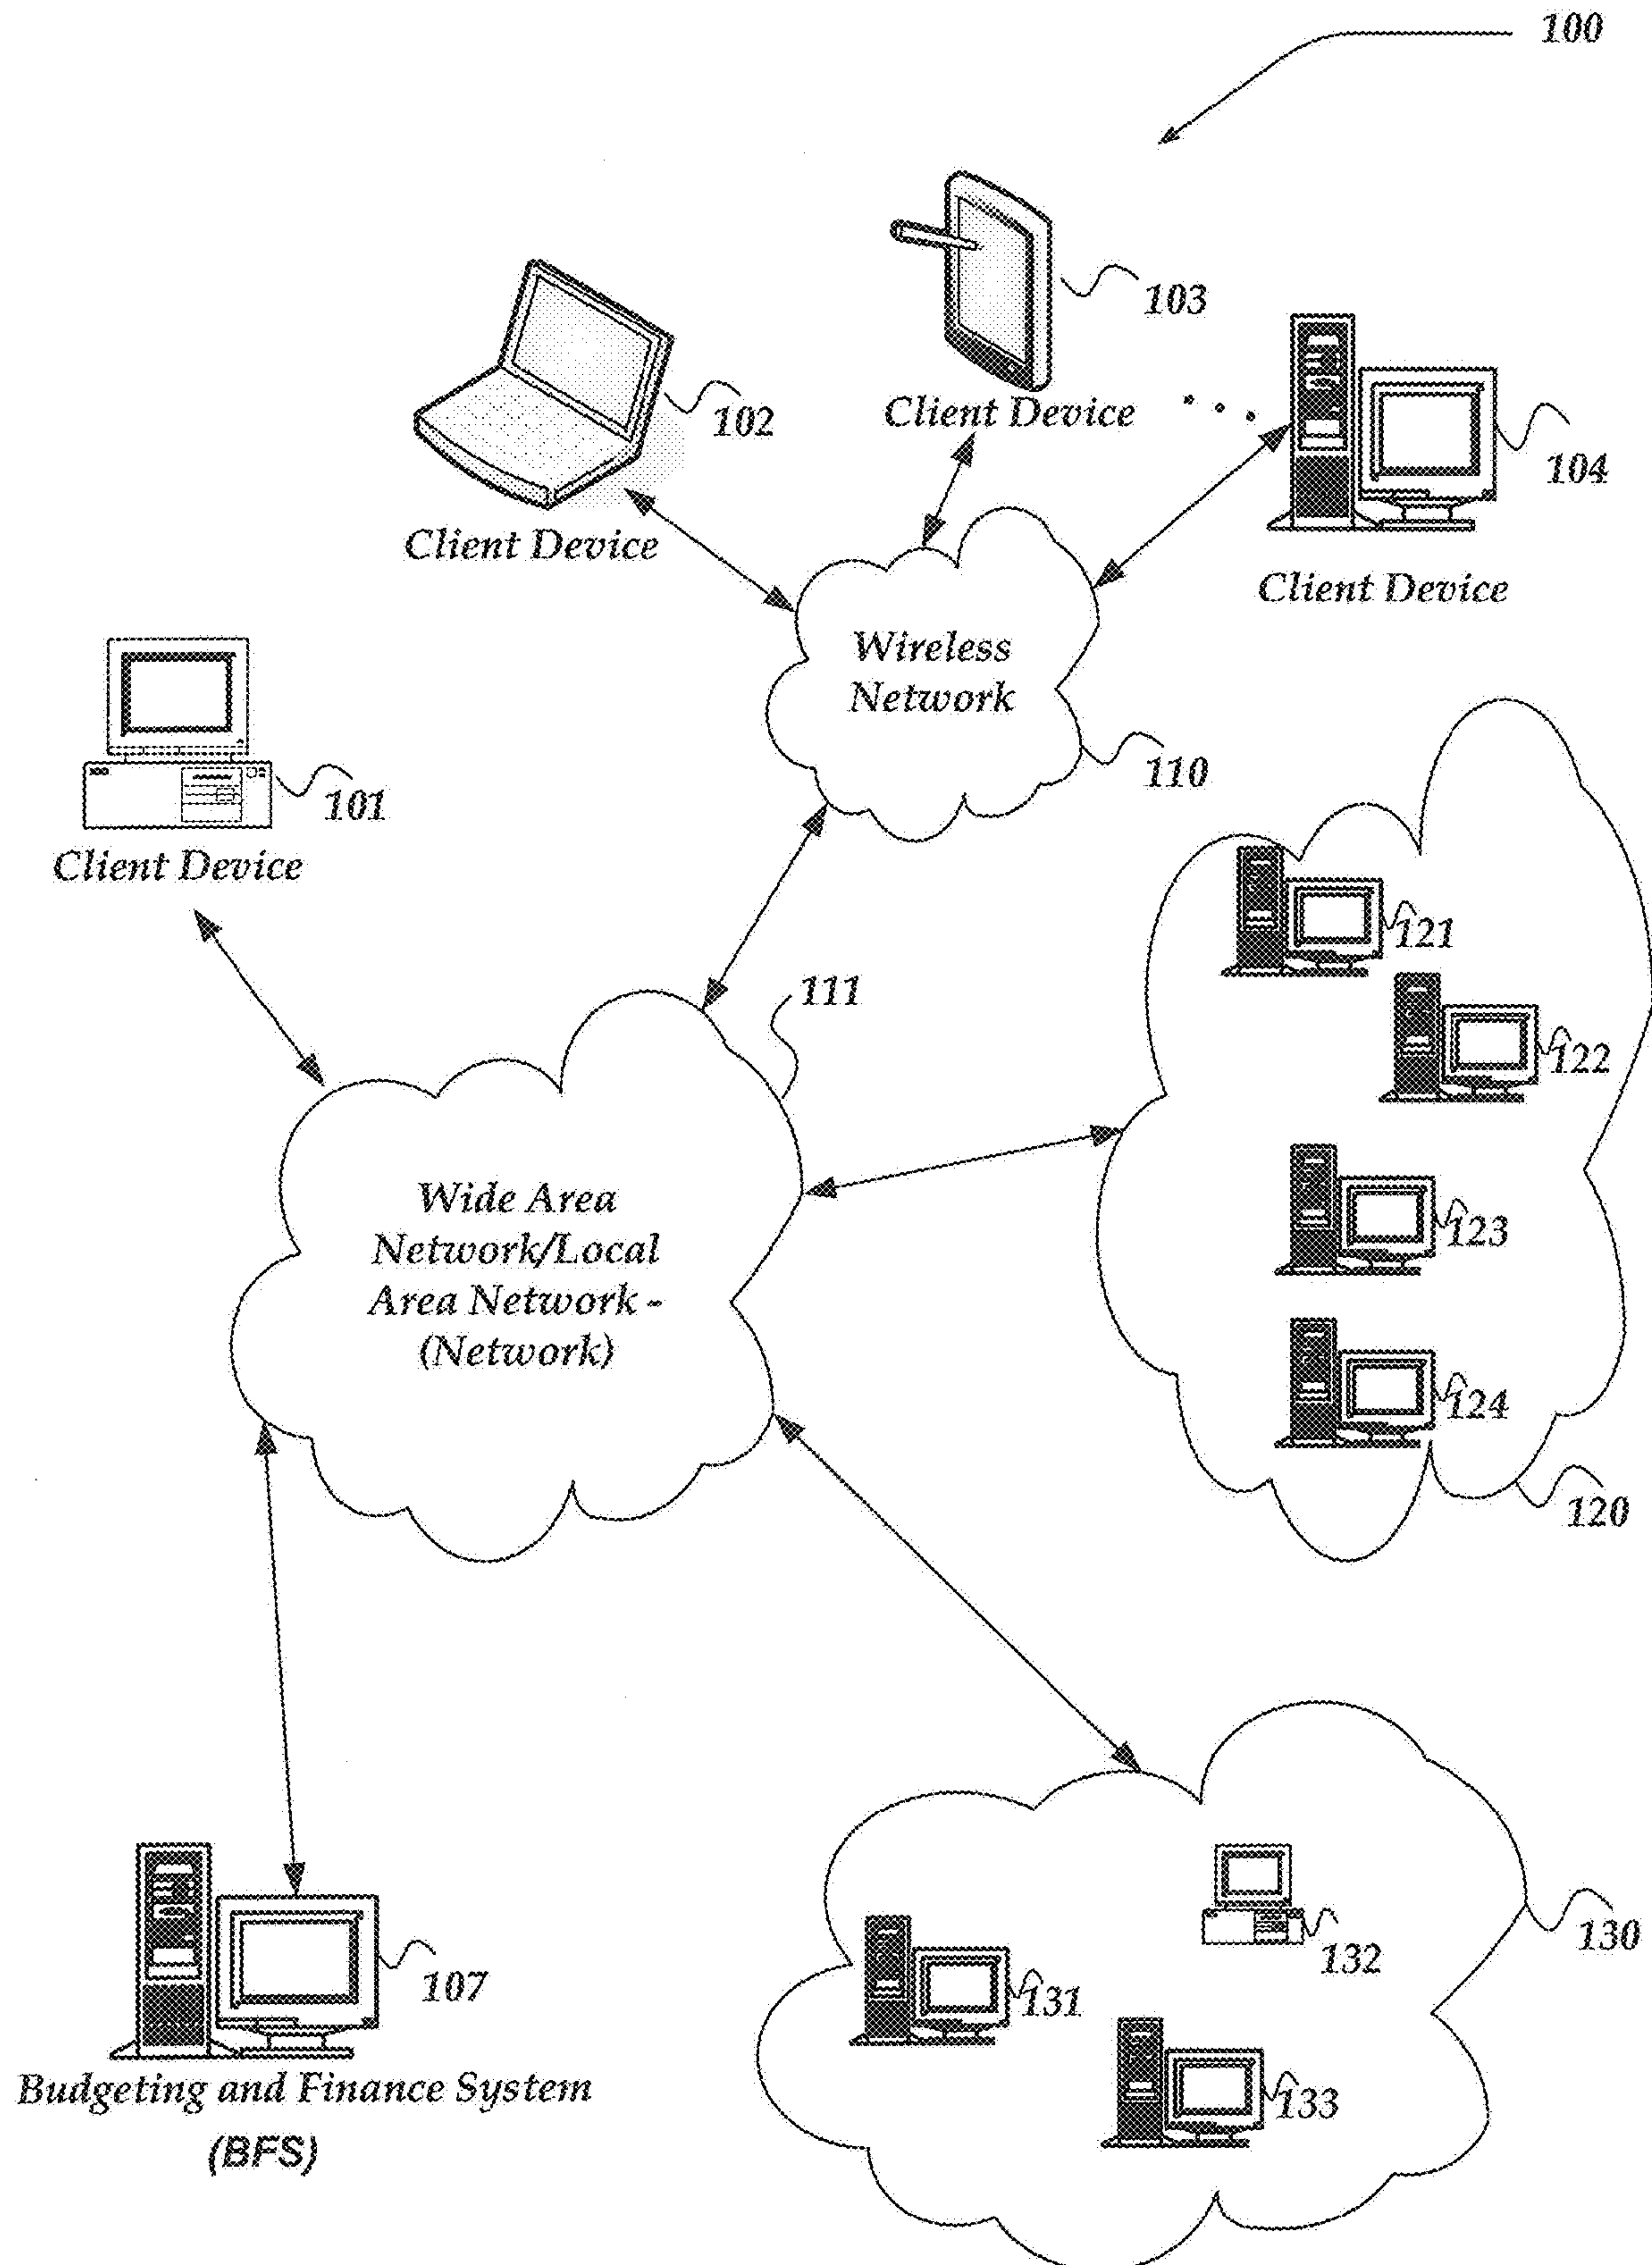 100
103
Client Device
102
104
Client Device
Client Device
Wireless
Network
110
101
Client Device
121
111
122
Wide Area
Network/Local
Area Network -
(Network)
123
124
120
130
132
107
131
Budgeting and Finance System
(BFS)
133